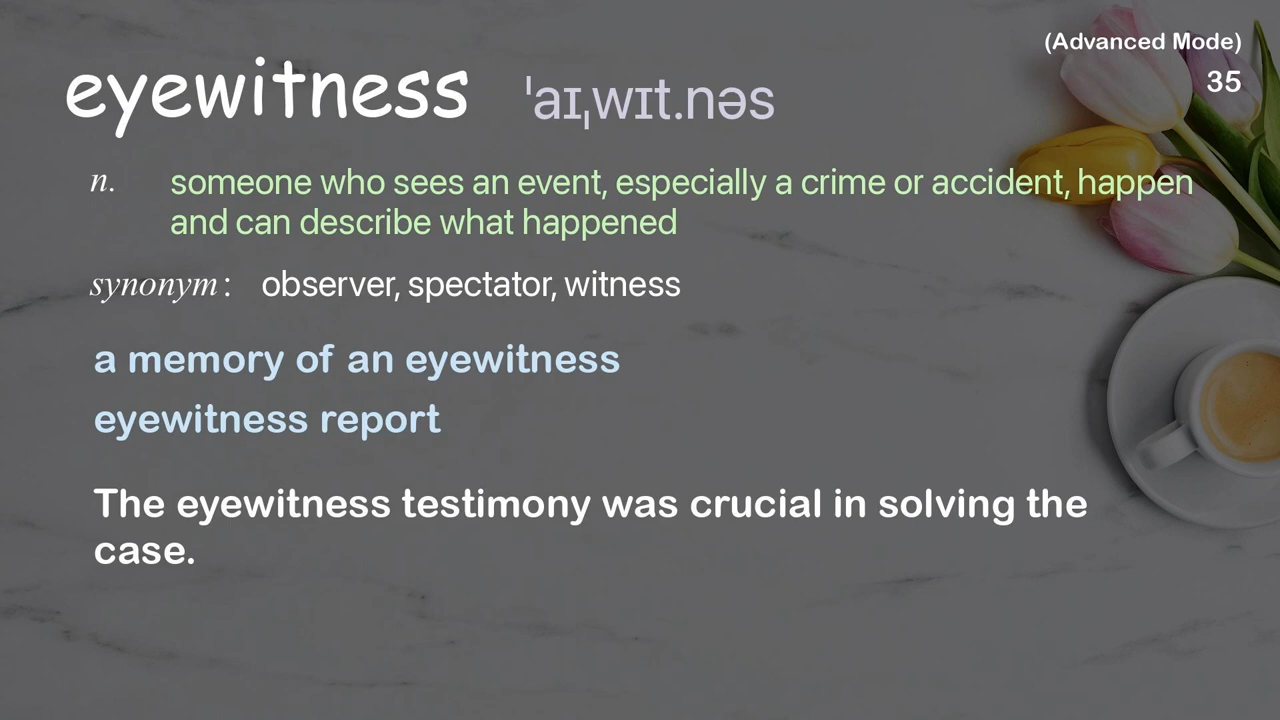 (Advanced Mode)
eyewitness ˈaɪˌwɪt.nəs
35
n. someone who sees an event, especially a crime or accident, happen
and can describe what happened
synonym : observer, spectator, witness
a memory of an eyewitness
eyewitness report
The eyewitness testimony was crucial in solving the
case.